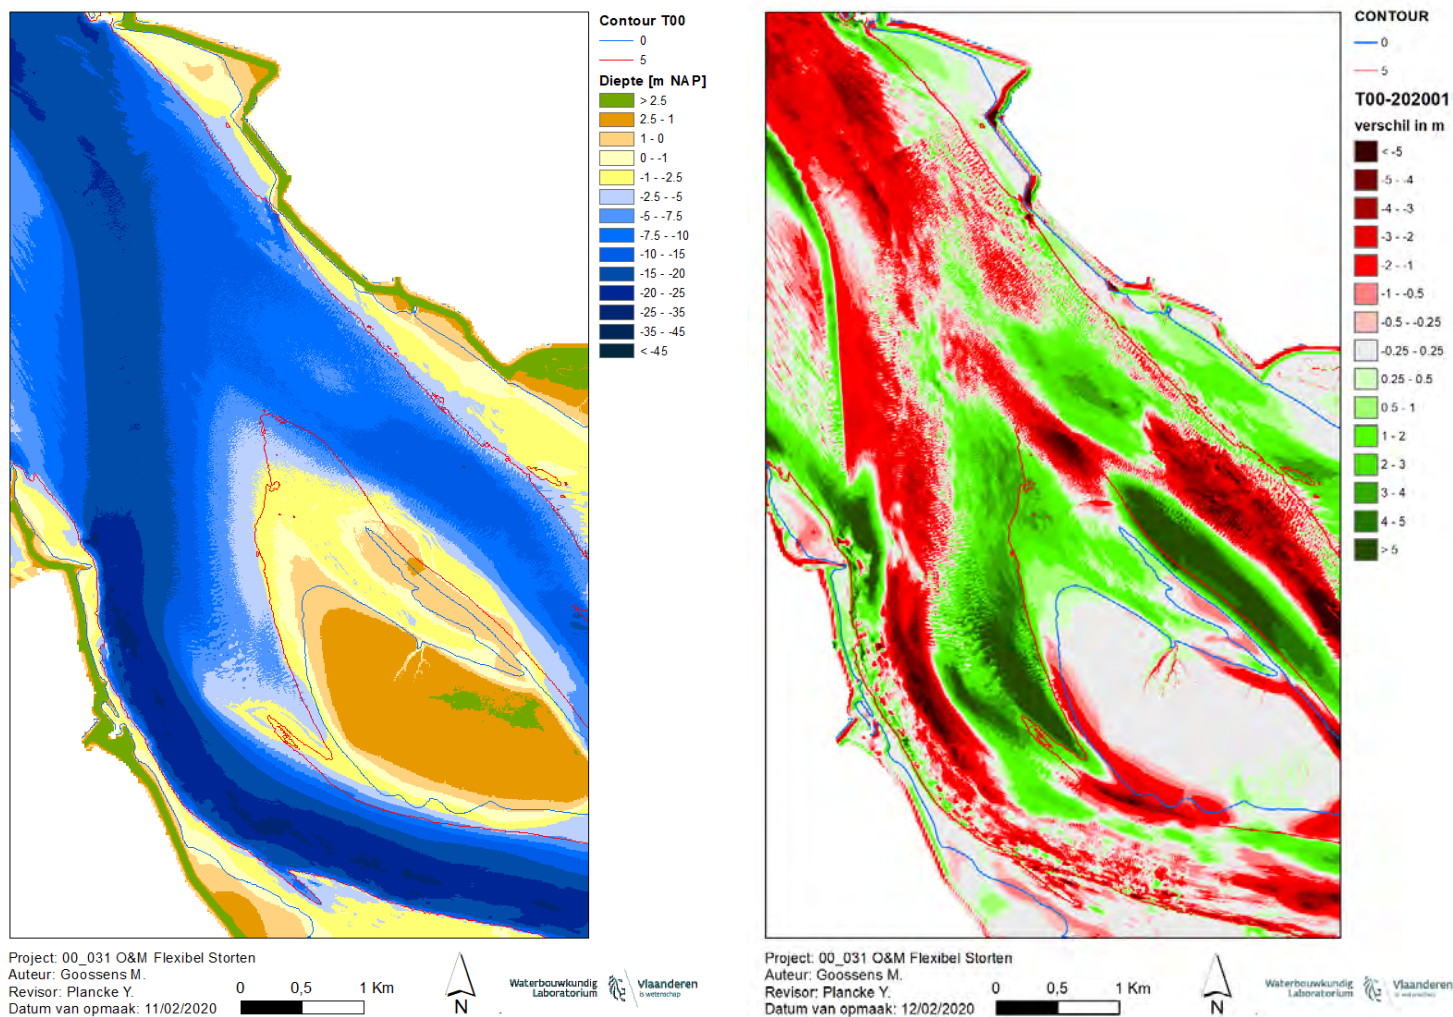 Contour T00
0
5
Diepte [m NAP]
> 2.5
2.5 - 1
1 - 0
0 - -1
-1 - -2.5
-2.5 - -5
-5 - -7.5
-7.5 - -10
-10 - -15
-15 - -20
-20 - -25
-25 - -35
-35 - -45
< -45
Project: 00_031 O&M Flexibel Storten
Auteur: Goossens M.
Revisor: Plancke Y.
Datum van opmaak: 11/02/2020
0 0,5 1 Km
N
Waterbouwkundig
Laboratorium
Vlaanderen
is wetenschap
CONTOUR
0
5
T00-202001
verschil in m
< -5
-5 - -4
-4 - -3
-3 - -2
-2 - -1
-1 - -0.5
-0.5 - -0.25
-0.25 - 0.25
0.25 - 0.5
0.5 - 1
1 - 2
2 - 3
3 - 4
4 - 5
> 5
Project: 00_031 O&M Flexibel Storten
Auteur: Goossens M.
Revisor: Plancke Y.
Datum van opmaak: 12/02/2020
0 0,5 1 Km
N
Waterbouwkundig
Laboratorium
Vlaanderen
is wetenschap